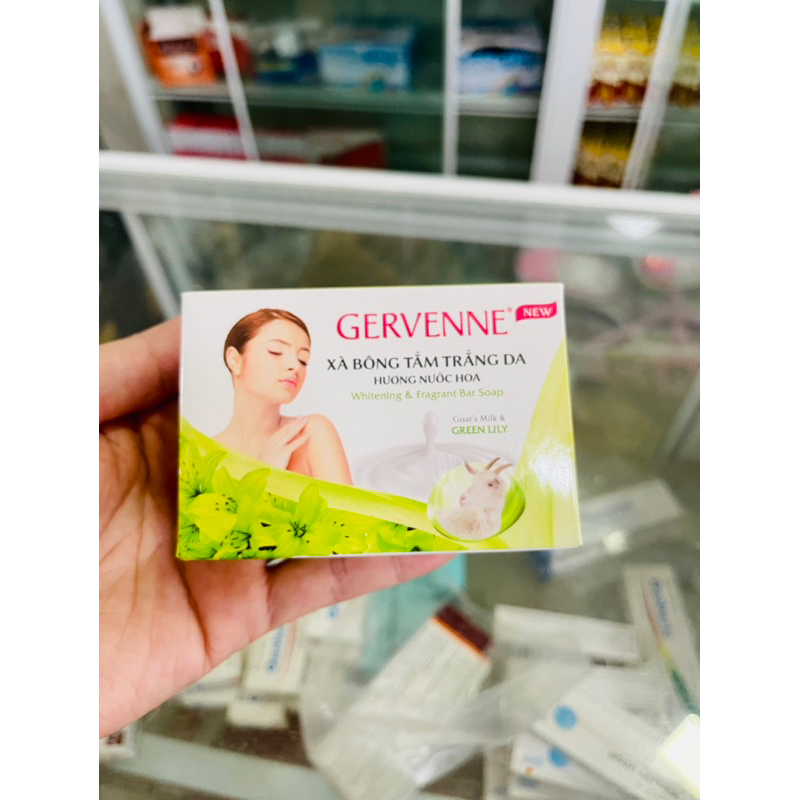 GERVENNE®
NEW
XÀ BÔNG TẮM TRẮNG DA
HƯƠNG NƯỚC HOA
Whitening & Fragrant Bar Soap
Goat's Milk &
GREEN LILY